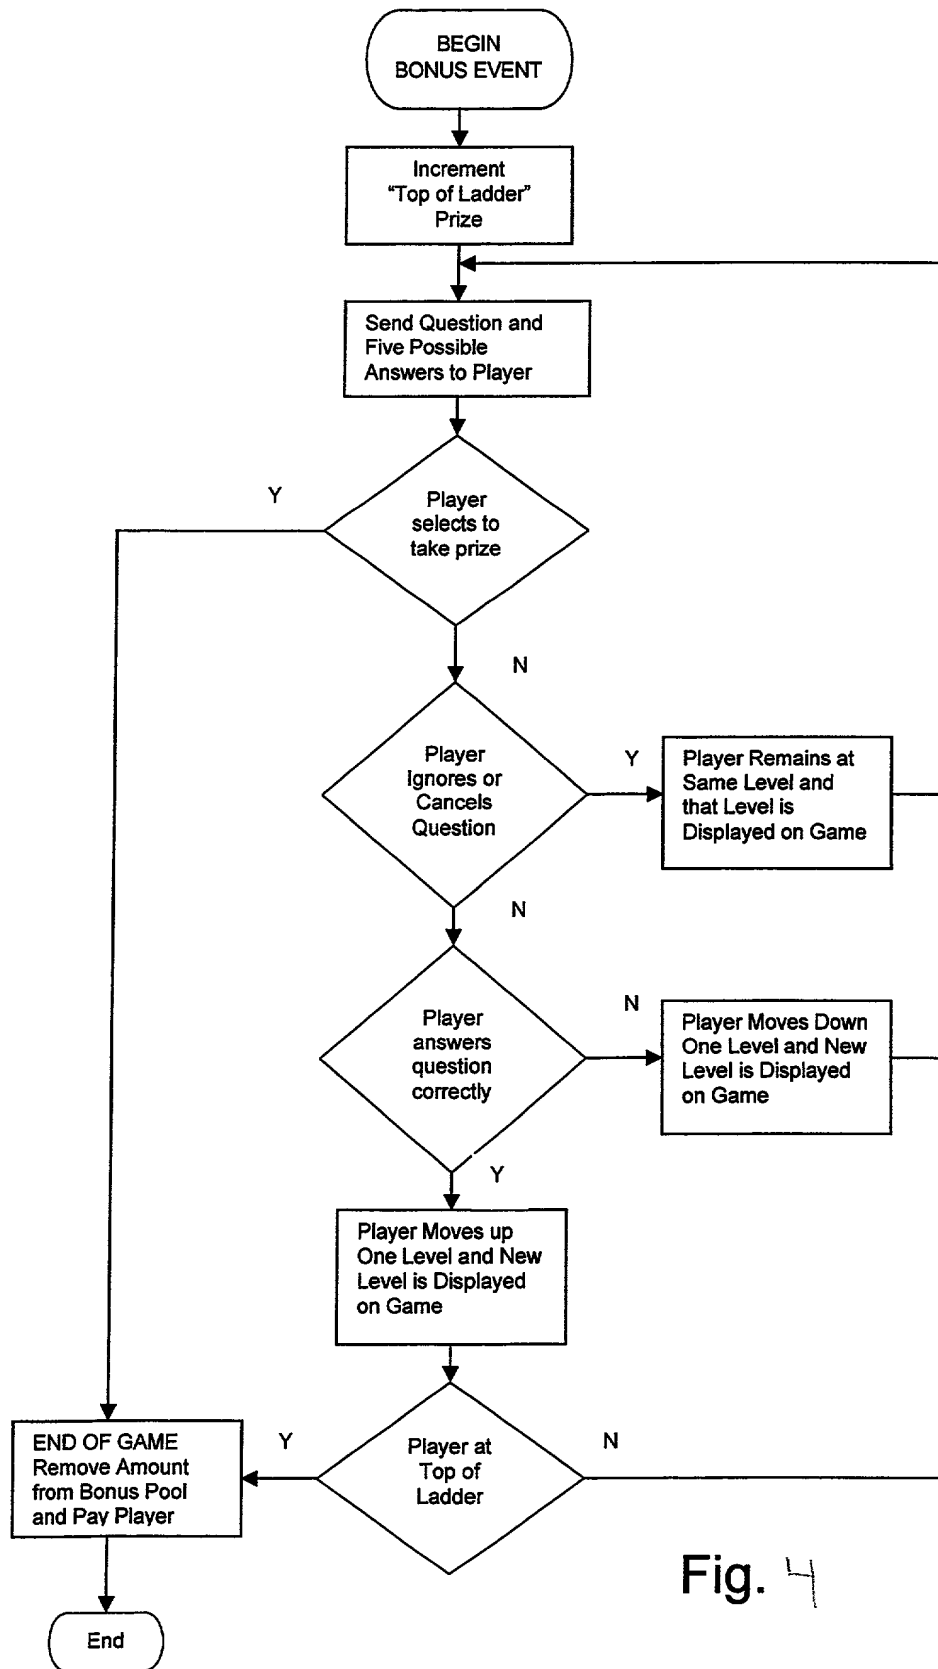 BEGIN
BONUS EVENT
Increment
“Top of Ladder”
Prize
Send Question and
Five Possible
Answers to Player
Y
Player
selects to
take prize
N
Player
Ignores or
Cancels
Question
Y
Player Remains at
Same Level and
that Level is
Displayed on Game
N
Player
answers
question
correctly
N
Player Moves Down
One Level and New
Level is Displayed
on Game
Y
Player Moves up
One Level and New
Level is Displayed
on Game
END OF GAME
Remove Amount
from Bonus Pool
and Pay Player
Y
Player at
Top of
Ladder
N
End
Fig. 4